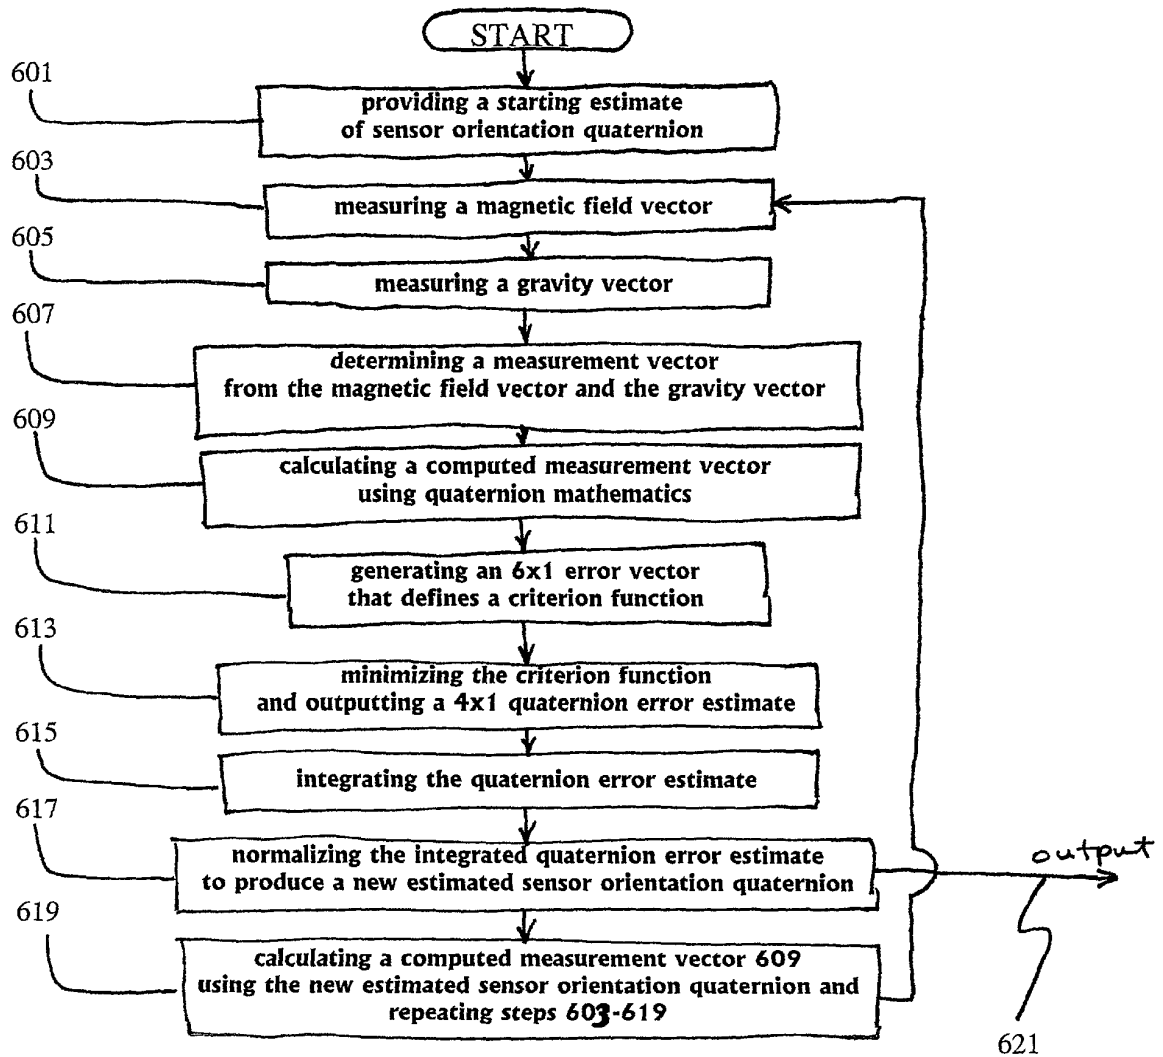 START
601
providing a starting estimate
of sensor orientation quaternion
603
measuring a magnetic field vector
605
measuring a gravity vector
607
determining a measurement vector
from the magnetic field vector and the gravity vector
609
calculating a computed measurement vector
using quaternion mathematics
611
generating an 6x1 error vector
that defines a criterion function
613
minimizing the criterion function
and outputting a 4x1 quaternion error estimate
615
integrating the quaternion error estimate
617
normalizing the integrated quaternion error estimate
to produce a new estimated sensor orientation quaternion
output
619
calculating a computed measurement vector 609
using the new estimated sensor orientation quaternion and
repeating steps 603-619
621